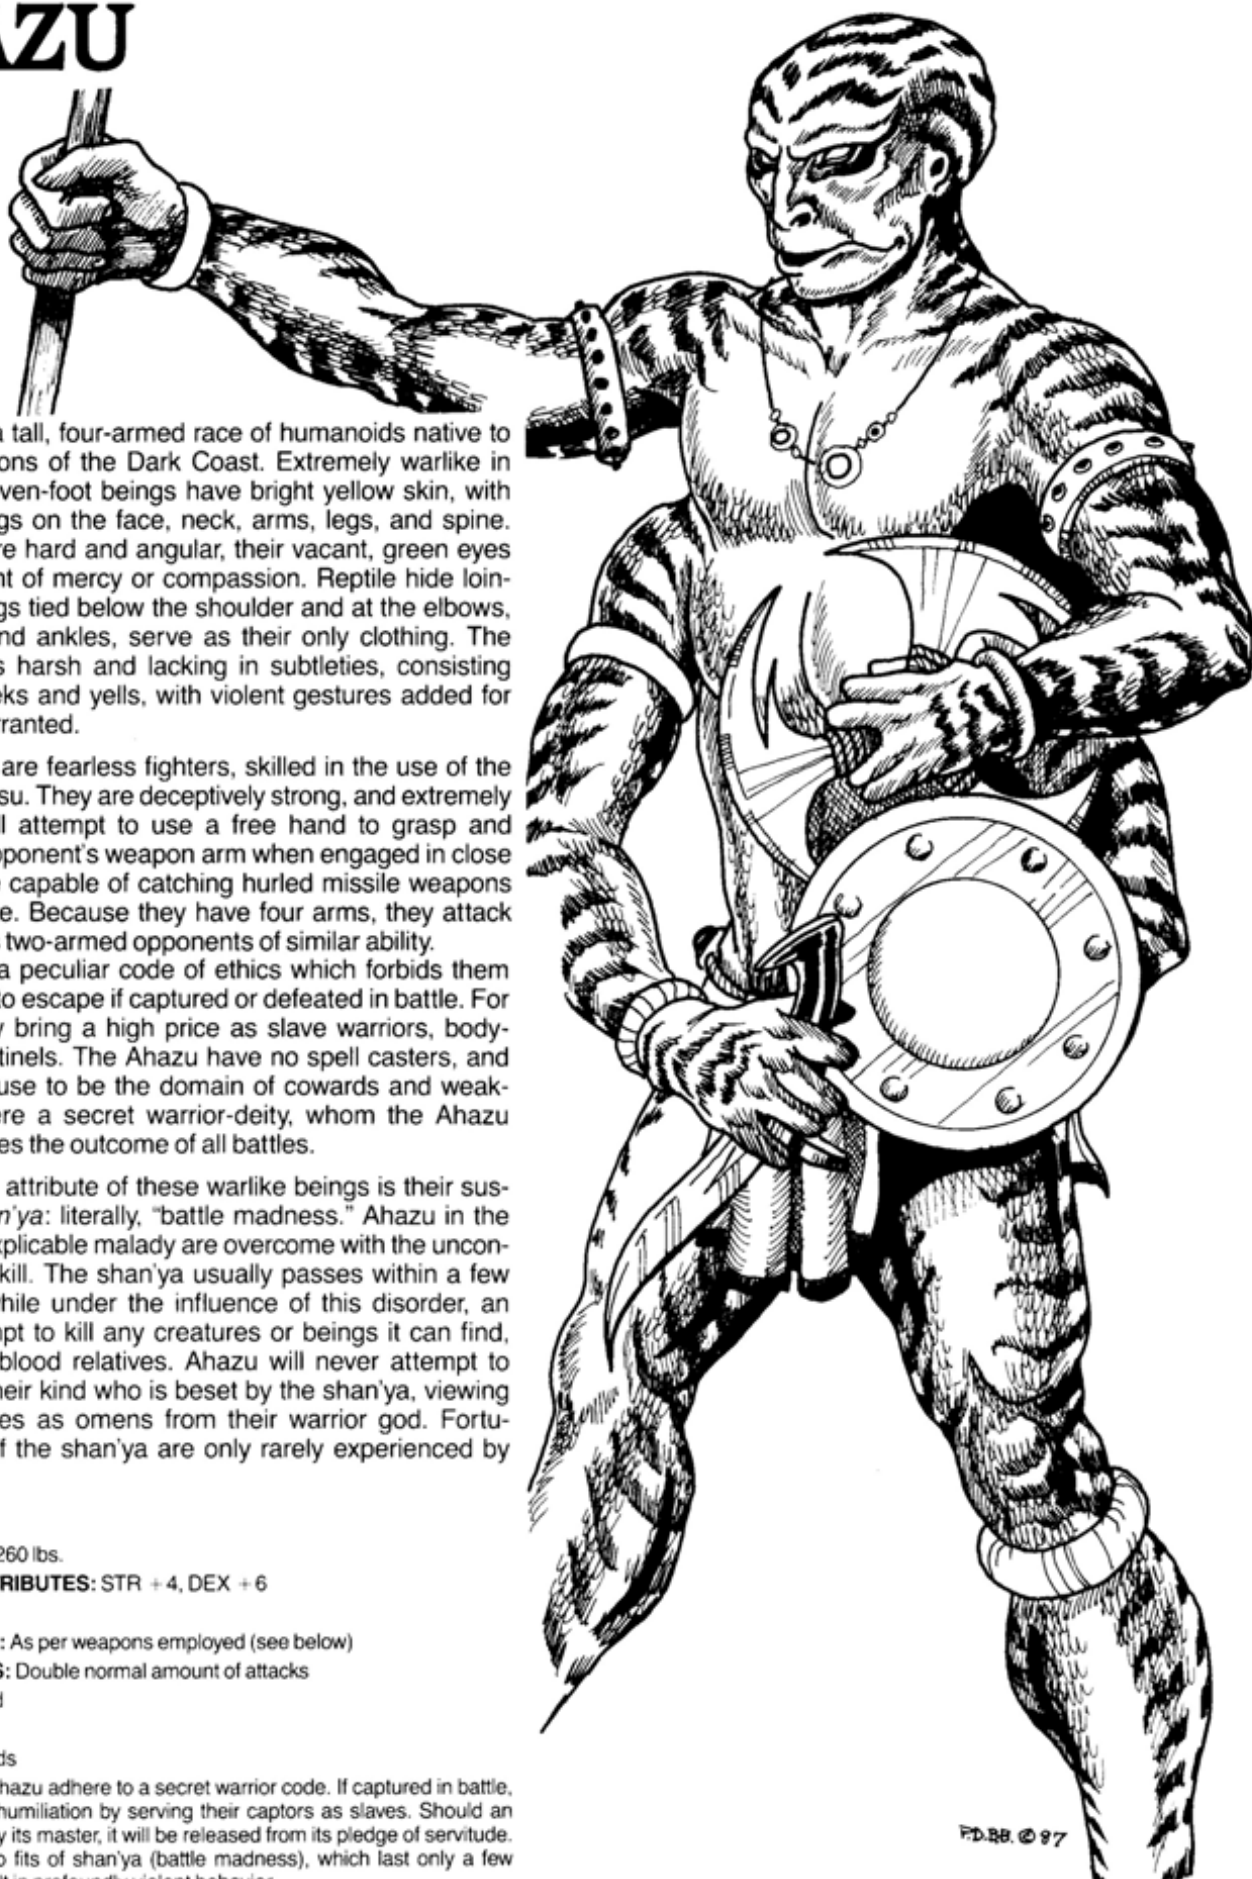 AZU
a tall, four-armed race of humanoids native to
ons of the Dark Coast. Extremely warlike in
ven-foot beings have bright yellow skin, with
gs on the face, neck, arms, legs, and spine.
re hard and angular, their vacant, green eyes
nt of mercy or compassion. Reptile hide loin-
gs tied below the shoulder and at the elbows,
nd ankles, serve as their only clothing. The
s harsh and lacking in subtleties, consisting
eks and yells, with violent gestures added for
rranted.
are fearless fighters, skilled in the use of the
su. They are deceptively strong, and extremely
ll attempt to use a free hand to grasp and
pponent's weapon arm when engaged in close
e capable of catching hurled missile weapons
e. Because they have four arms, they attack
s two-armed opponents of similar ability.
a peculiar code of ethics which forbids them
to escape if captured or defeated in battle. For
y bring a high price as slave warriors, body-
tinels. The Ahazu have no spell casters, and
use to be the domain of cowards and weak-
ere a secret warrior-deity, whom the Ahazu
es the outcome of all battles.
attribute of these warlike beings is their sus-
n'ya: literally, "battle madness." Ahazu in the
xplicable malady are overcome with the uncon-
kill. The shan'ya usually passes within a few
while under the influence of this disorder, an
mpt to kill any creatures or beings it can find,
blood relatives. Ahazu will never attempt to
heir kind who is beset by the shan'ya, viewing
es as omens from their warrior god. Fortu-
f the shan'ya are only rarely experienced by
260 lbs.
RIBUTES: STR +4, DEX +6
: As per weapons employed (see below)
S: Double normal amount of attacks
d
ds
hazu adhere to a secret warrior code. If captured in battle,
humiliation by serving their captors as slaves. Should an
y its master, it will be released from its pledge of servitude.
o fits of shan'ya (battle madness), which last only a few
lt in profoundly violent behavior.
P.D.B.B. © 87